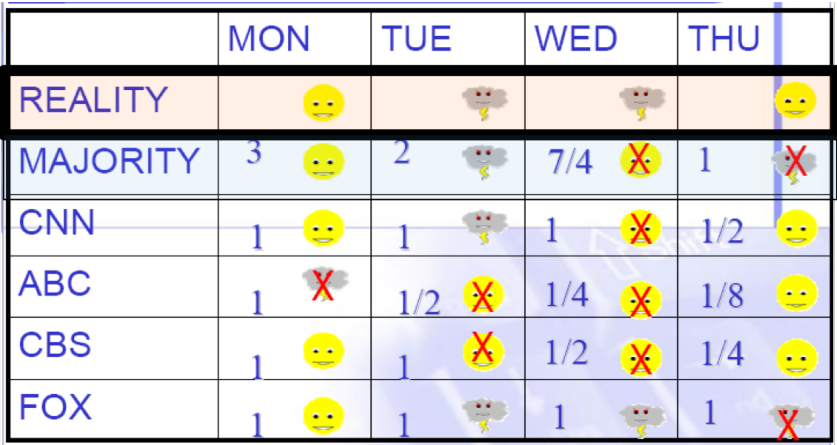 MON TUE WED THU
REALITY
MAJORITY 3 2 7/4 1
CNN 1 1 1 1/2
ABC 1 1/2 1/4 1/8
CBS 1 1 1/2 1/4
FOX 1 1 1 1